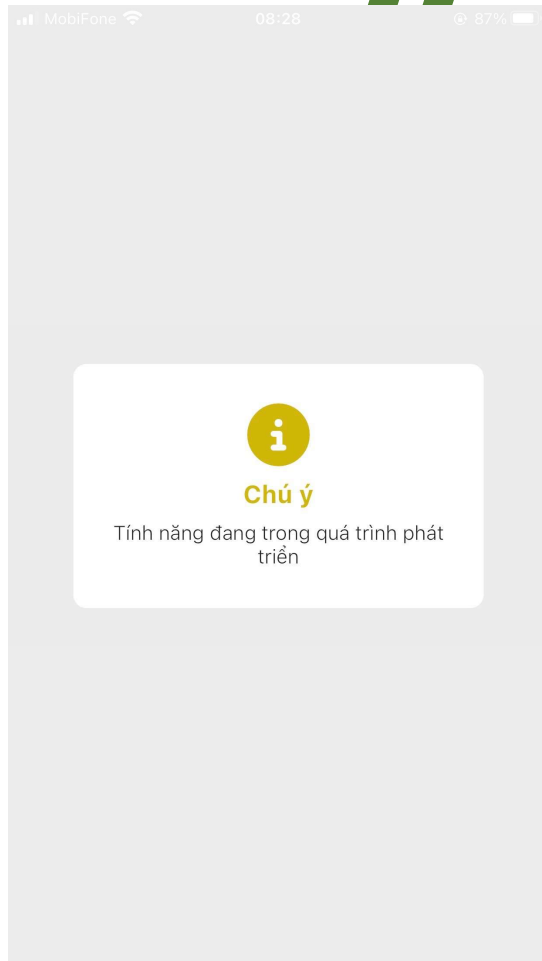 MobiFone 08:28 87%
Chú ý
Tính năng đang trong quá trình phát
triển